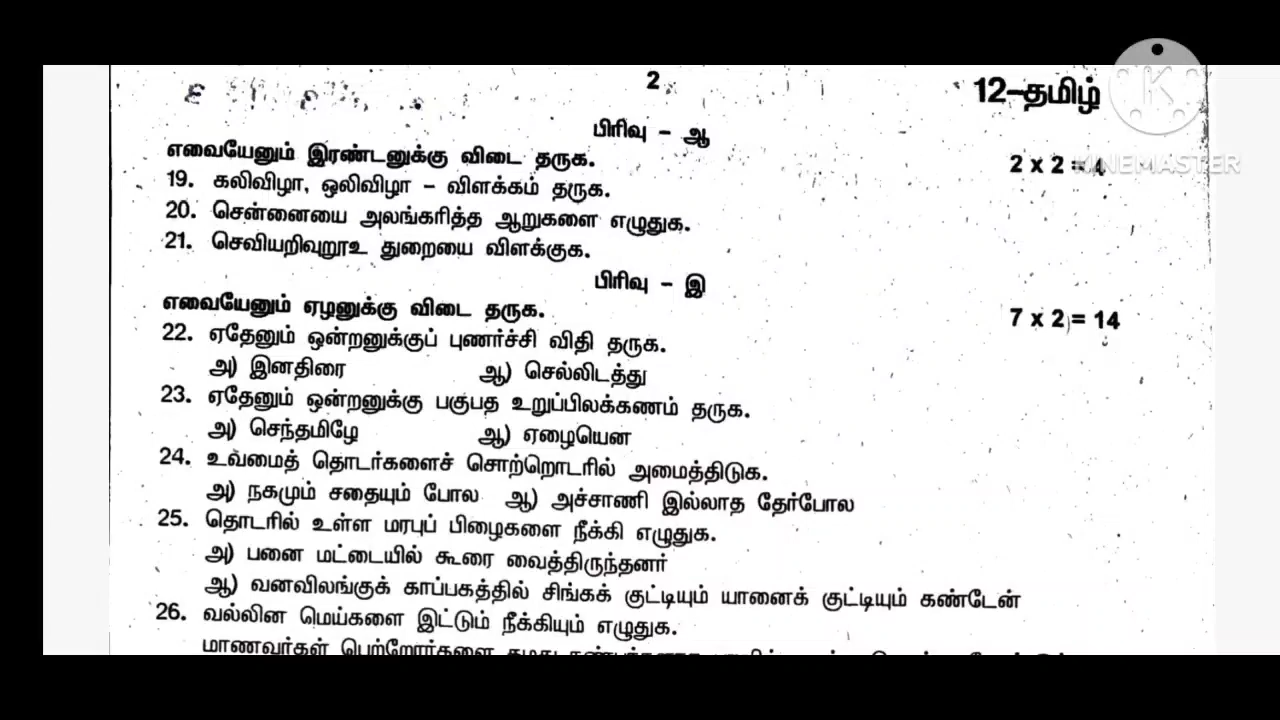 2
12-தமிழ்
KINEMASTER
பிரிவு - ஆ
எவையேனும் இரண்டனுக்கு விடை தருக. 2 x 2 = 4
19. கலிவிழா, ஒலிவிழா - விளக்கம் தருக.
20. சென்னையை அலங்கரித்த ஆறுகளை எழுதுக.
21. செவியறிவுறூஉ துறையை விளக்குக.
பிரிவு - இ
எவையேனும் ஏழனுக்கு விடை தருக. 7 x 2 = 14
22. ஏதேனும் ஒன்றனுக்குப் புணர்ச்சி விதி தருக.
அ) இனதிரை ஆ) செல்லிடத்து
23. ஏதேனும் ஒன்றனுக்கு பகுபத உறுப்பிலக்கணம் தருக.
அ) செந்தமிழே ஆ) ஏழையென
24. உவமைத் தொடர்களைச் சொற்றொடரில் அமைத்திடுக.
அ) நகமும் சதையும் போல ஆ) அச்சாணி இல்லாத தேர்போல
25. தொடரில் உள்ள மரபுப் பிழைகளை நீக்கி எழுதுக.
அ) பனை மட்டையில் கூரை வைத்திருந்தனர்
ஆ) வனவிலங்குக் காப்பகத்தில் சிங்கக் குட்டியும் யானைக் குட்டியும் கண்டேன்
26. வல்லின மெய்களை இட்டும் நீக்கியும் எழுதுக.
மாணவர்கள் பெற்றோர்களை